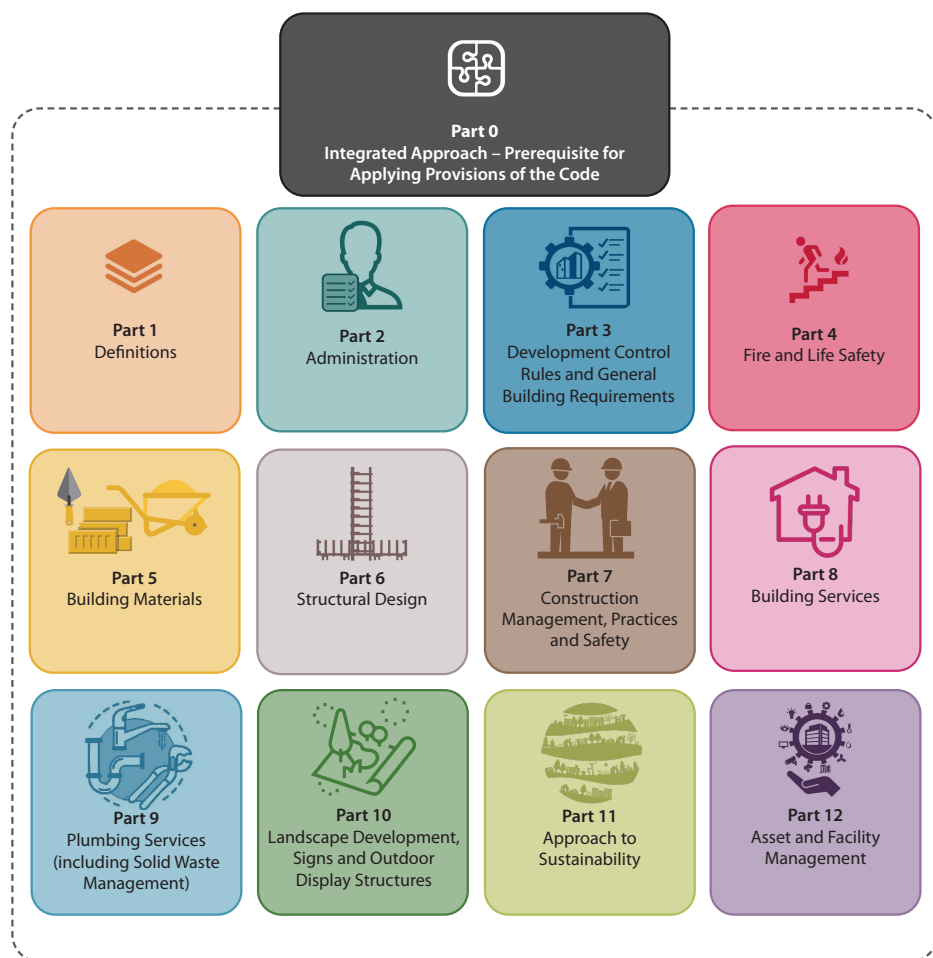 Part 0
Integrated Approach – Prerequisite for
Applying Provisions of the Code
Part 1
Definitions
Part 2
Administration
Part 3
Development Control
Rules and General
Building Requirements
Part 4
Fire and Life Safety
Part 5
Building Materials
Part 6
Structural Design
Part 7
Construction
Management, Practices
and Safety
Part 8
Building Services
Part 9
Plumbing Services
(including Solid Waste
Management)
Part 10
Landscape Development,
Signs and Outdoor
Display Structures
Part 11
Approach to
Sustainability
Part 12
Asset and Facility
Management